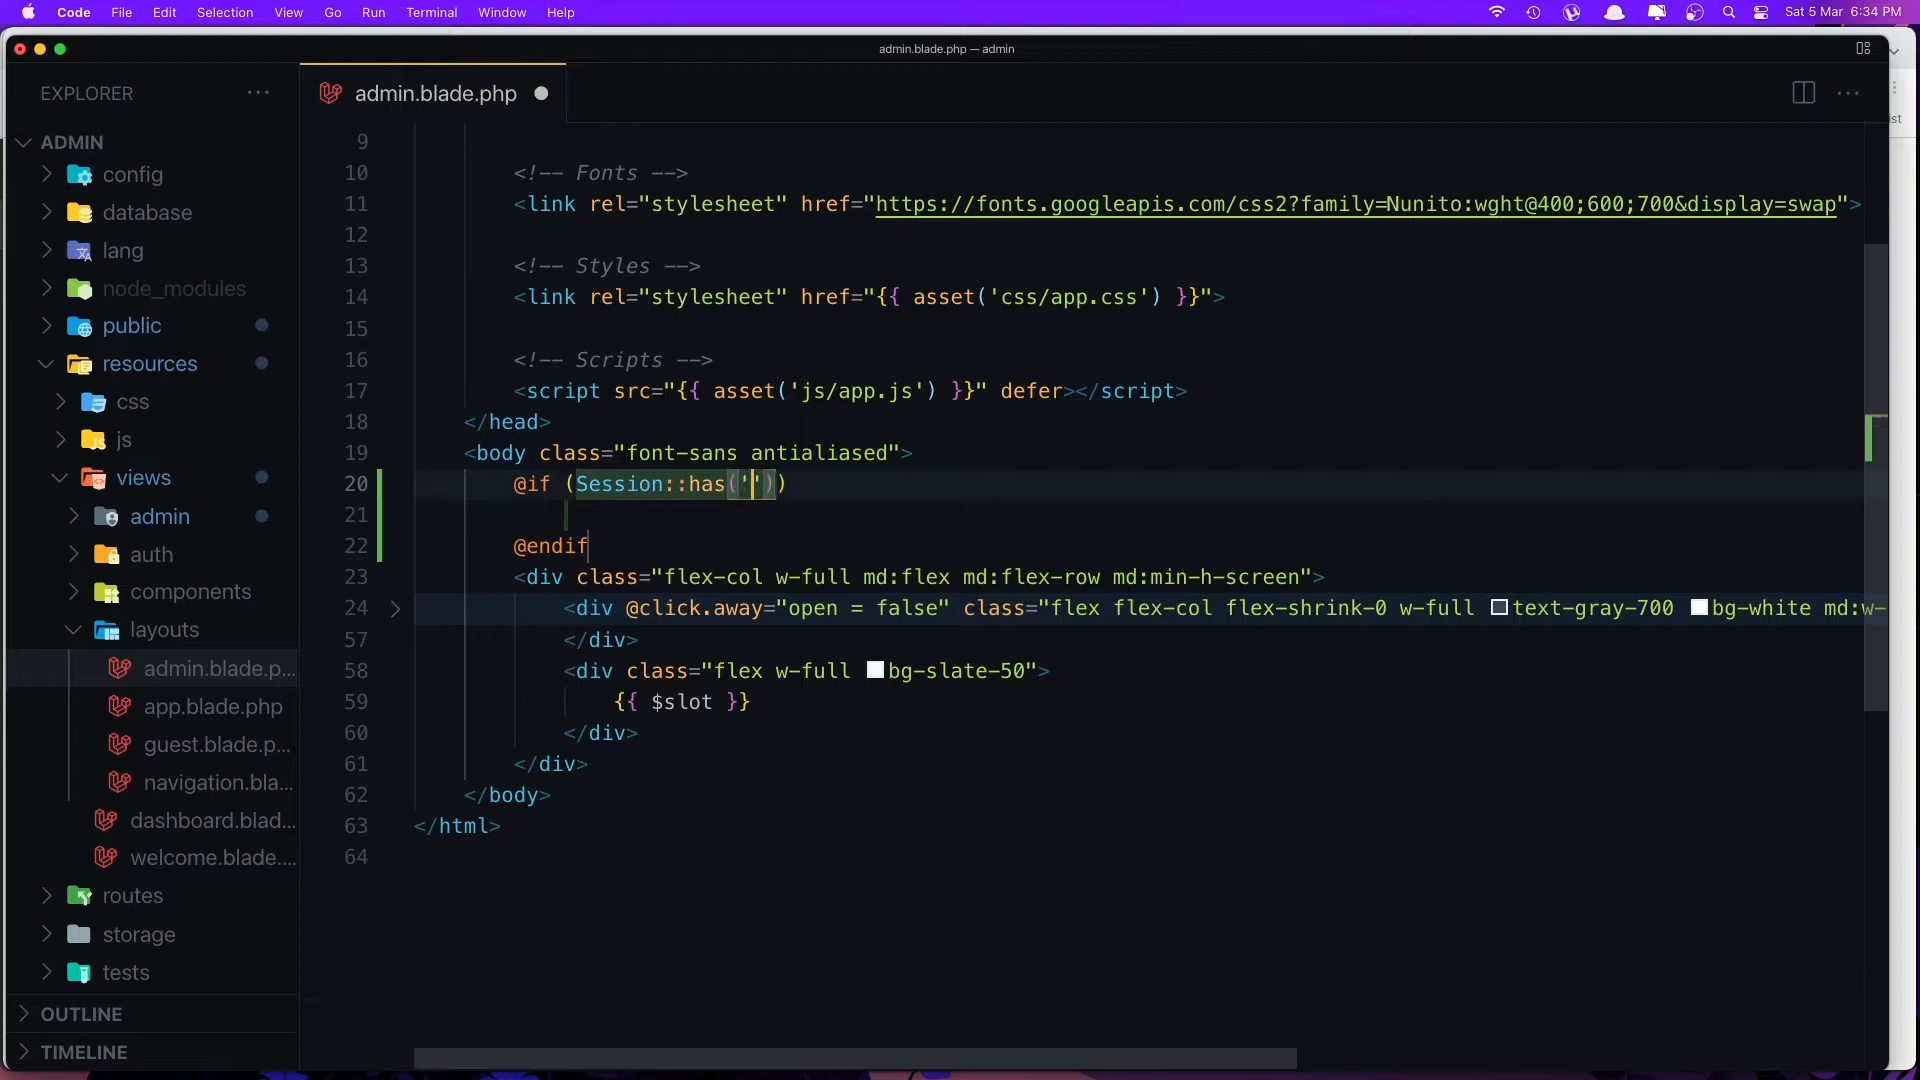 Code File Edit Selection View Go Run Terminal Window Help Sat 5 Mar 6:34 PM
admin.blade.php — admin
EXPLORER ···
admin.blade.php
ADMIN
config
database
lang
node_modules
public
resources
css
js
views
admin
auth
components
layouts
admin.blade.p...
app.blade.php
guest.blade.p...
navigation.bla...
dashboard.blad...
welcome.blade....
routes
storage
tests
OUTLINE
TIMELINE
9
10 <!-- Fonts -->
11 <link rel="stylesheet" href="https://fonts.googleapis.com/css2?family=Nunito:wght@400;600;700&display=swap">
12
13 <!-- Styles -->
14 <link rel="stylesheet" href="{{ asset('css/app.css') }}">
15
16 <!-- Scripts -->
17 <script src="{{ asset('js/app.js') }}" defer></script>
18 </head>
19 <body class="font-sans antialiased">
20 @if (Session::has(''))
21
22 @endif
23 <div class="flex-col w-full md:flex md:flex-row md:min-h-screen">
24 <div @click.away="open = false" class="flex flex-col flex-shrink-0 w-full text-gray-700 bg-white md:w-
57 </div>
58 <div class="flex w-full bg-slate-50">
59 {{ $slot }}
60 </div>
61 </div>
62 </body>
63 </html>
64
ist